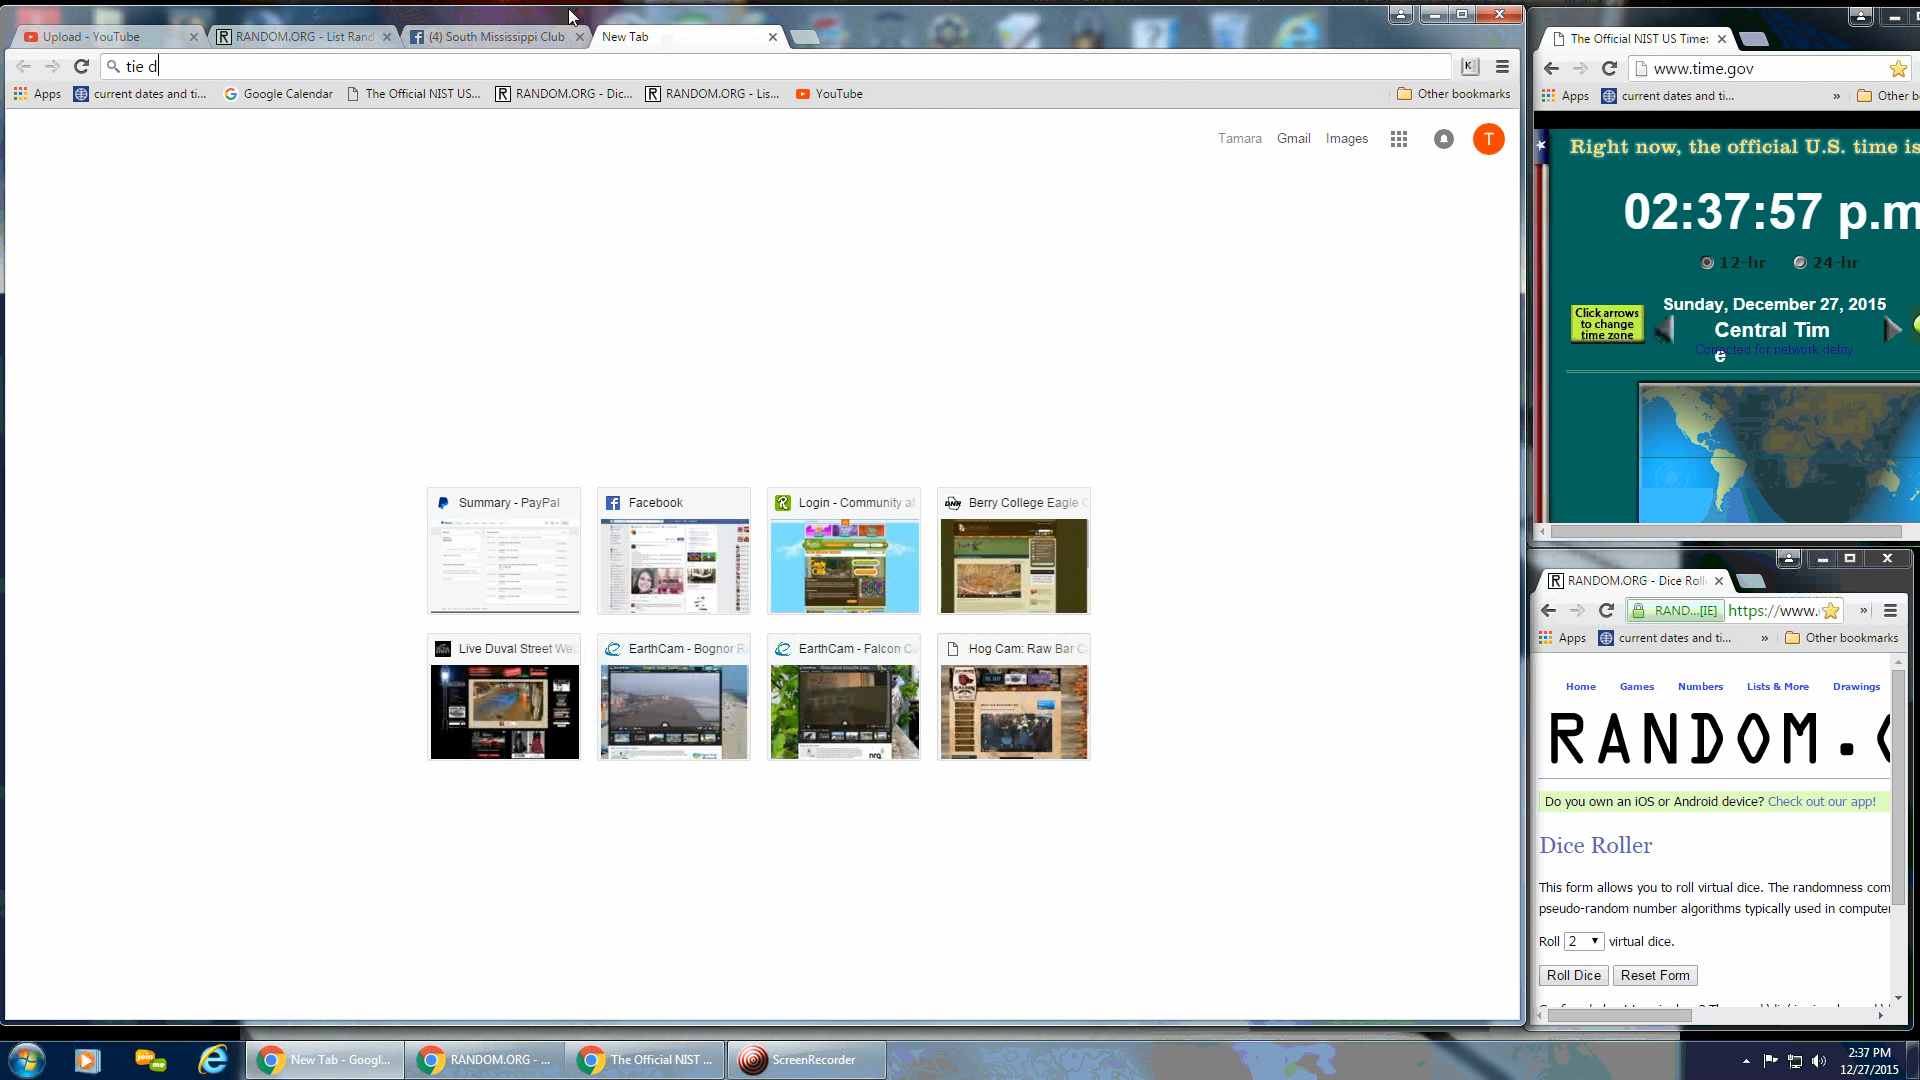 Upload - YouTube
RANDOM.ORG - List Rand
(4) South Mississippi Club
New Tab
tie d
Apps
current dates and ti...
Google Calendar
The Official NIST US...
RANDOM.ORG - Dic...
RANDOM.ORG - Lis...
YouTube
Other bookmarks
Tamara
Gmail
Images
T
Summary - PayPal
Facebook
Login - Community at
Berry College Eagle C
Live Duval Street We
EarthCam - Bognor R
EarthCam - Falcon C
Hog Cam: Raw Bar C
The Official NIST US Time:
www.time.gov
Apps
current dates and ti...
»
Other b
Right now, the official U.S. time is
02:37:57 p.m
12-hr
24-hr
Click arrows
to change
time zone
Sunday, December 27, 2015
Central Tim
e
Corrected for network delay
RANDOM.ORG - Dice Roll
RAND...[IE]
https://www.
»
Apps
current dates and ti...
»
Other bookmarks
Home
Games
Numbers
Lists & More
Drawings
RANDOM.O
Do you own an iOS or Android device? Check out our app!
Dice Roller
This form allows you to roll virtual dice. The randomness com
pseudo-random number algorithms typically used in computer
Roll 2 virtual dice.
Roll Dice
Reset Form
New Tab - Googl...
RANDOM.ORG - ...
The Official NIST ...
ScreenRecorder
2:37 PM
12/27/2015